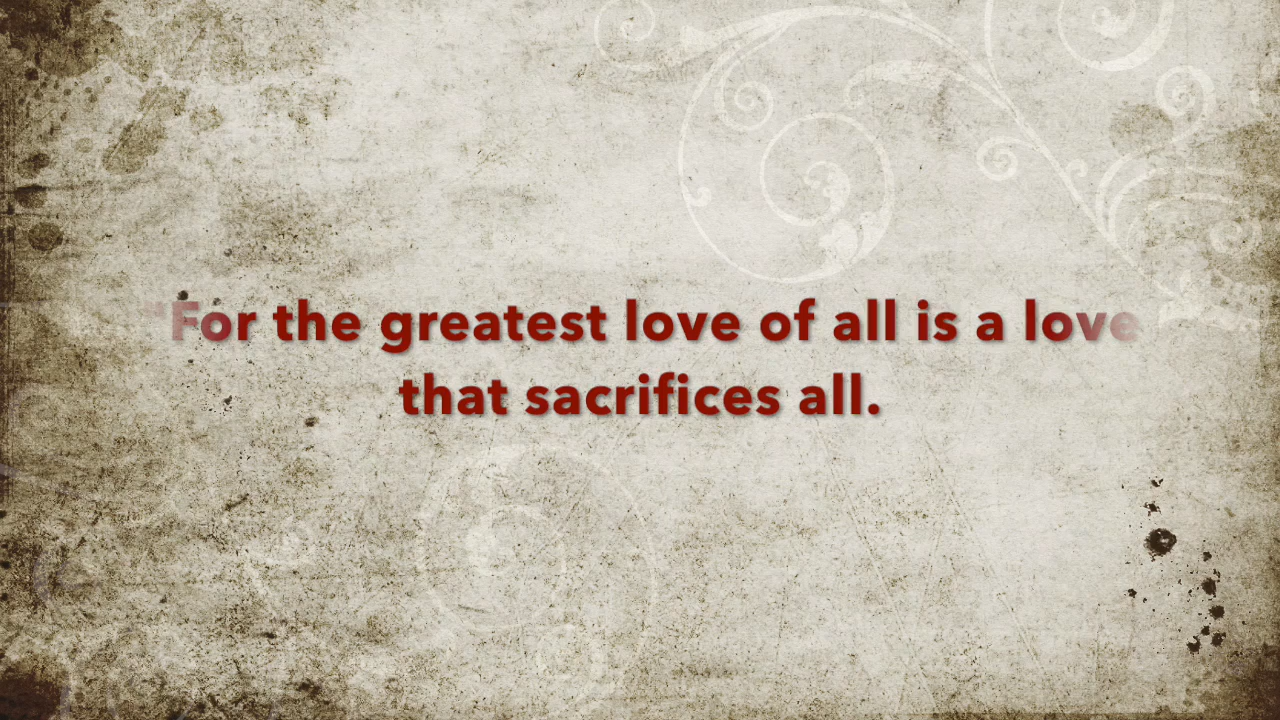 "For the greatest love of all is a love
that sacrifices all.